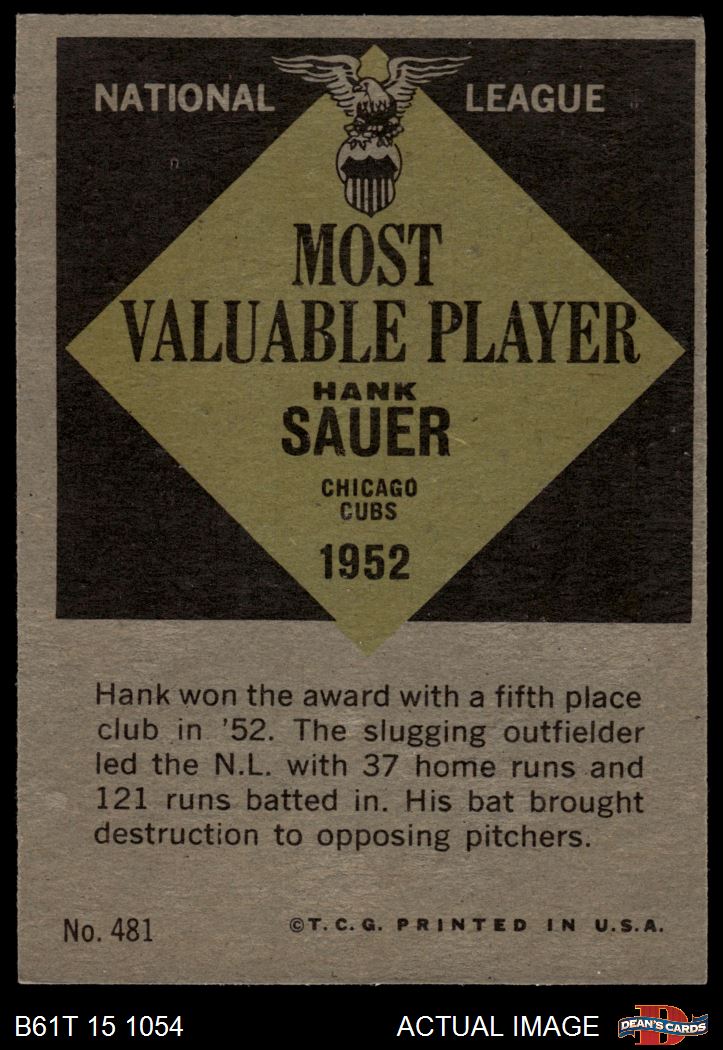 NATIONAL LEAGUE
MOST
VALUABLE PLAYER
HANK
SAUER
CHICAGO
CUBS
1952
Hank won the award with a fifth place
club in '52. The slugging outfielder
led the N.L. with 37 home runs and
121 runs batted in. His bat brought
destruction to opposing pitchers.
No. 481 ©T.C.G. PRINTED IN U.S.A.
B61T 15 1054 ACTUAL IMAGE D DEAN'S CARDS